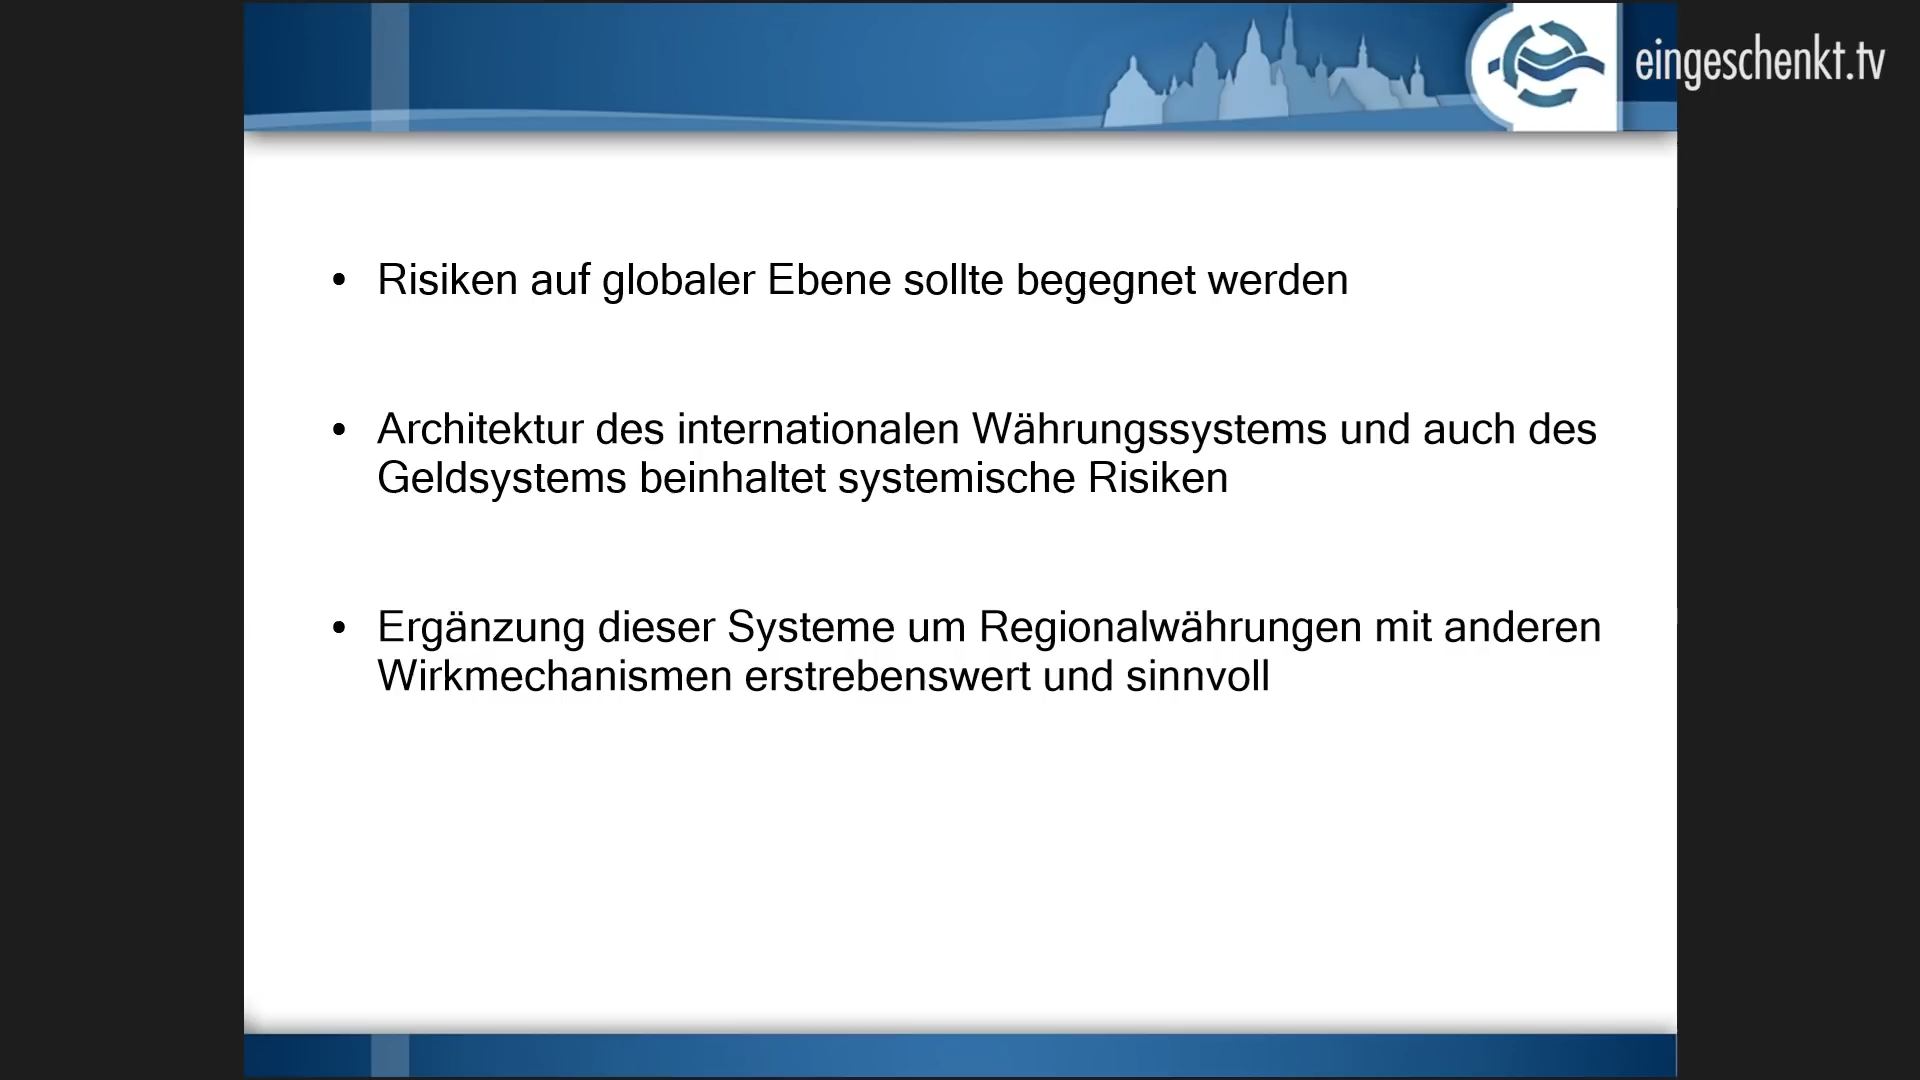 eingeschenkt.tv
• Risiken auf globaler Ebene sollte begegnet werden
• Architektur des internationalen Währungssystems und auch des
Geldsystems beinhaltet systemische Risiken
• Ergänzung dieser Systeme um Regionalwährungen mit anderen
Wirkmechanismen erstrebenswert und sinnvoll